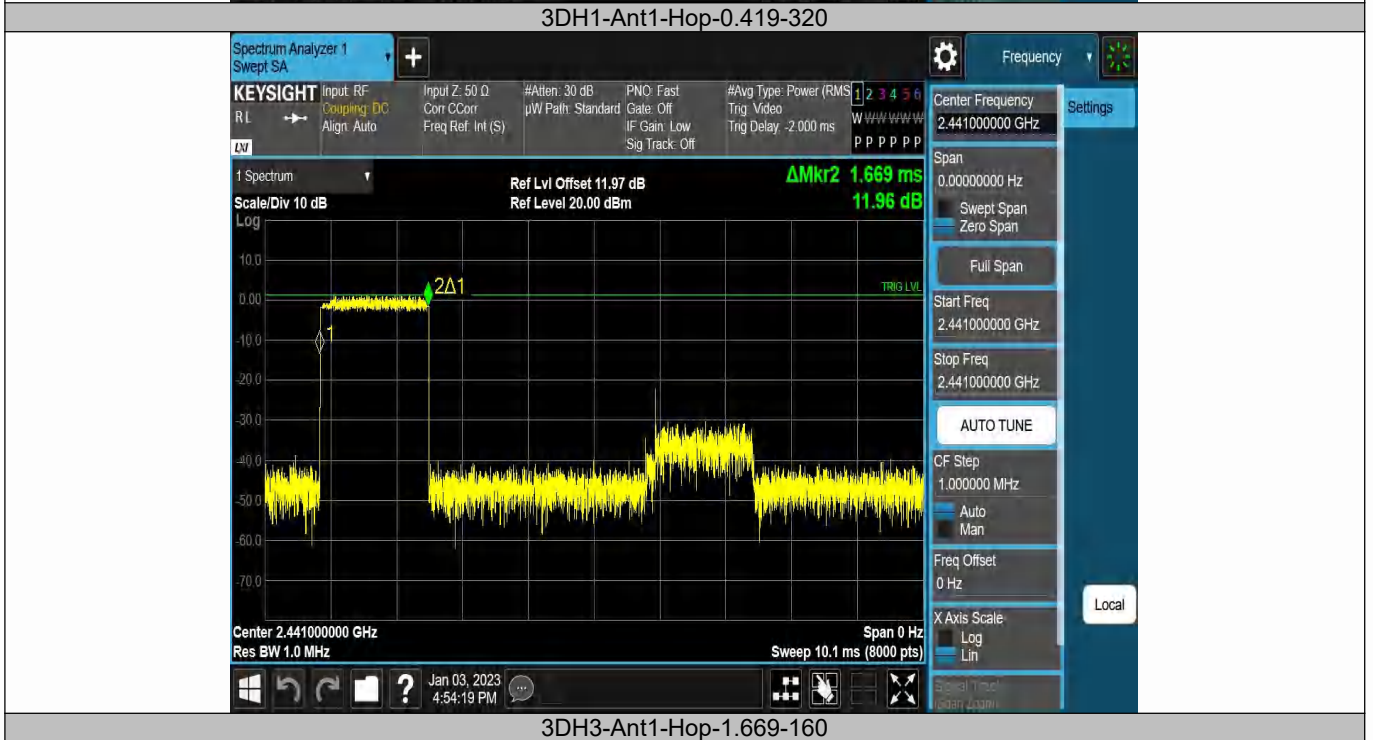 3DH1-Ant1-Hop-0.419-320
Spectrum Analyzer 1
Swept SA
+
Frequency
KEYSIGHT
RL
LXI
Input: RF
Coupling: DC
Align: Auto
Input Z: 50 Ω
Corr CCorr
Freq Ref: Int (S)
#Atten: 30 dB
µW Path: Standard
PNO: Fast
Gate: Off
IF Gain: Low
Sig Track: Off
#Avg Type: Power (RMS
Trig: Video
Trig Delay: -2.000 ms
1 2 3 4 5 6
W W W W W W
P P P P P P
Center Frequency
2.441000000 GHz
Settings
1 Spectrum
Scale/Div 10 dB
Ref Lvl Offset 11.97 dB
Ref Level 20.00 dBm
ΔMkr2 1.669 ms
11.96 dB
Span
0.00000000 Hz
Swept Span
Zero Span
Full Span
Start Freq
2.441000000 GHz
Stop Freq
2.441000000 GHz
AUTO TUNE
CF Step
1.000000 MHz
Auto
Man
Freq Offset
0 Hz
X Axis Scale
Log
Lin
Local
Log
10.0
0.00
-10.0
-20.0
-30.0
-40.0
-50.0
-60.0
-70.0
2Δ1
1
TRIG LVL
Center 2.441000000 GHz
Res BW 1.0 MHz
Span 0 Hz
Sweep 10.1 ms (8000 pts)
?
Jan 03, 2023
4:54:19 PM
3DH3-Ant1-Hop-1.669-160